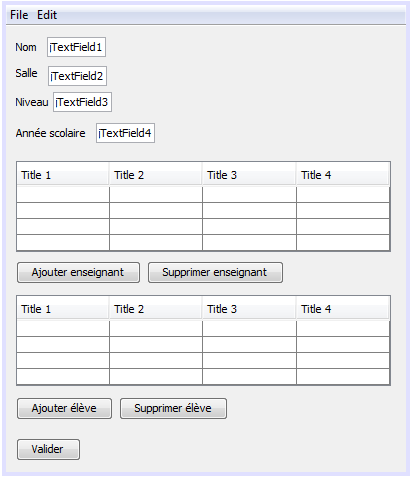 File Edit
Nom jTextField1
Salle jTextField2
Niveau jTextField3
Année scolaire jTextField4
Title 1 Title 2 Title 3 Title 4
Ajouter enseignant Supprimer enseignant
Title 1 Title 2 Title 3 Title 4
Ajouter élève Supprimer élève
Valider